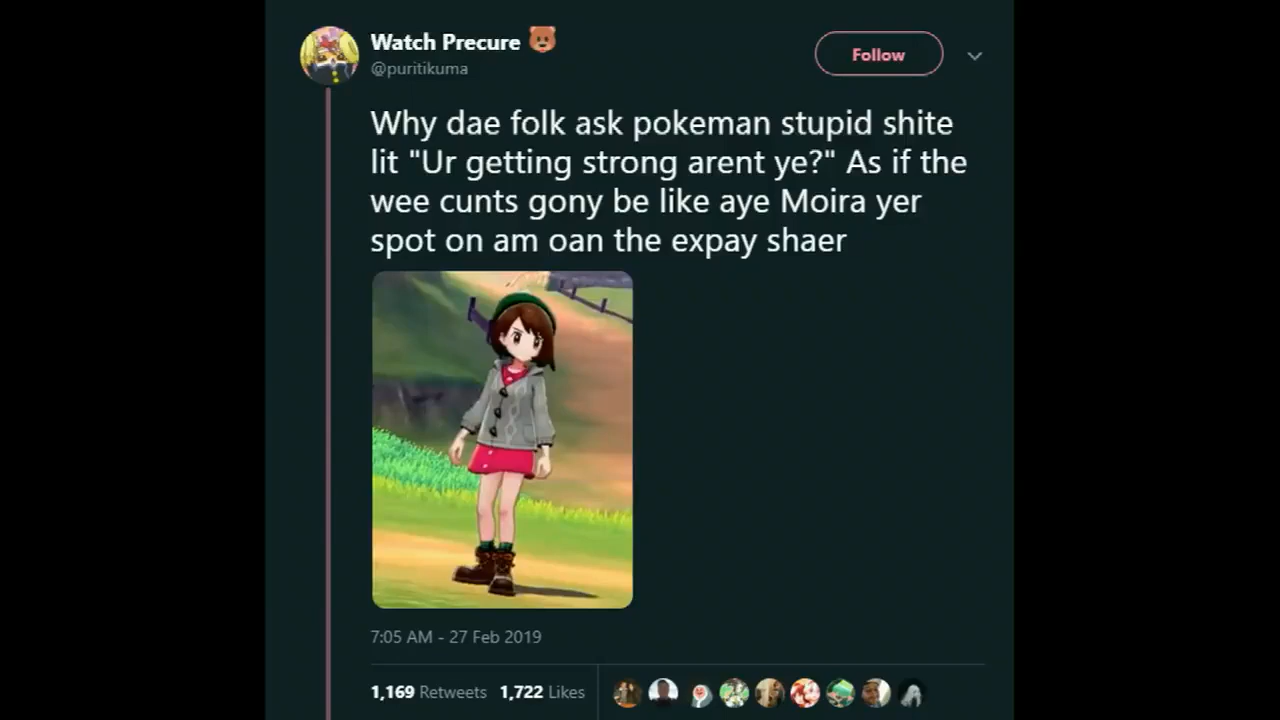 Watch Precure
@puritikuma
Follow
Why dae folk ask pokeman stupid shite
lit "Ur getting strong arent ye?" As if the
wee cunts gony be like aye Moira yer
spot on am oan the expay shaer
7:05 AM - 27 Feb 2019
1,169 Retweets 1,722 Likes